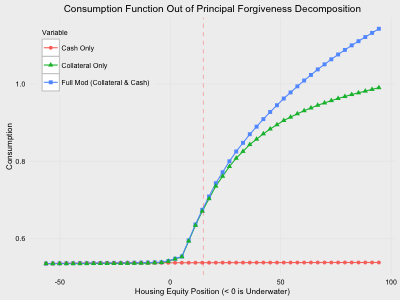 Consumption Function Out of Principal Forgiveness Decomposition
Variable
Cash Only
Collateral Only
Full Mod (Collateral & Cash)
Consumption
1.0
0.8
0.6
-50
0
50
100
Housing Equity Position (< 0 is Underwater)